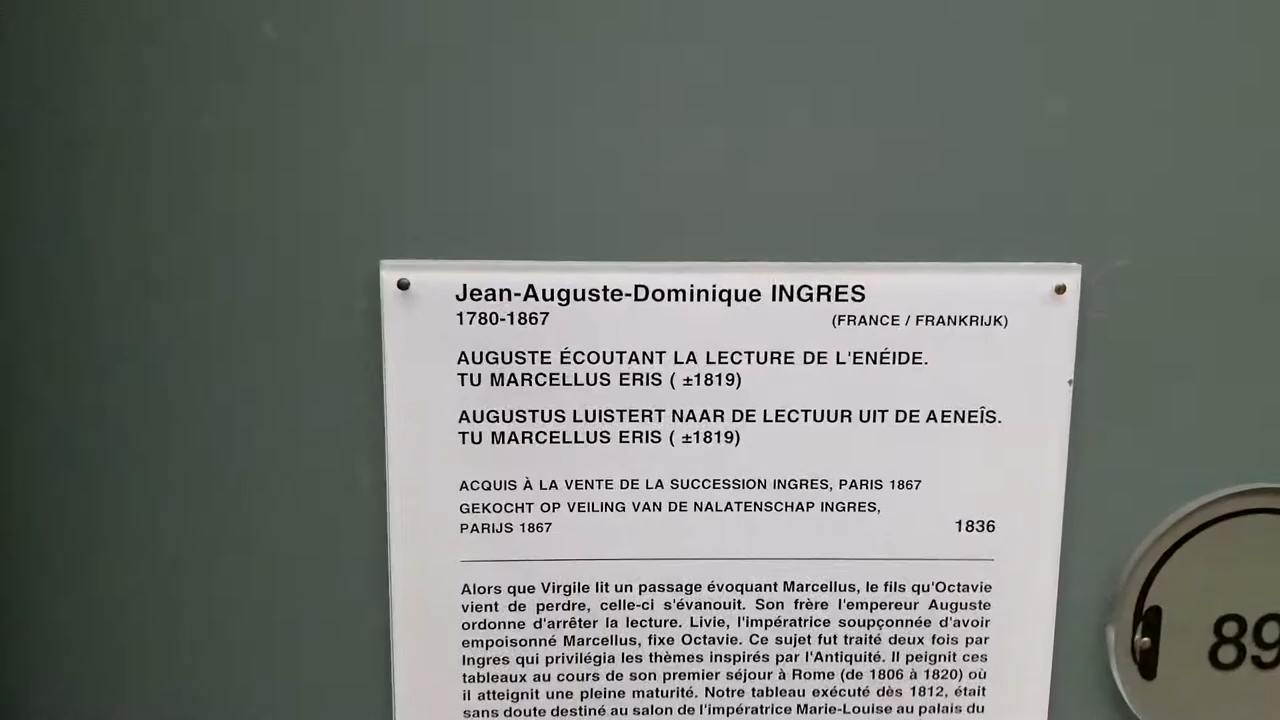 Jean-Auguste-Dominique INGRES
1780-1867 (FRANCE / FRANKRIJK)
AUGUSTE ÉCOUTANT LA LECTURE DE L'ENÉIDE.
TU MARCELLUS ERIS ( ±1819)
AUGUSTUS LUISTERT NAAR DE LECTUUR UIT DE AENEÎS.
TU MARCELLUS ERIS ( ±1819)
ACQUIS À LA VENTE DE LA SUCCESSION INGRES, PARIS 1867
GEKOCHT OP VEILING VAN DE NALATENSCHAP INGRES,
PARIJS 1867 1836
Alors que Virgile lit un passage évoquant Marcellus, le fils qu'Octavie
vient de perdre, celle-ci s'évanouit. Son frère l'empereur Auguste
ordonne d'arrêter la lecture. Livie, l'impératrice soupçonnée d'avoir
empoisonné Marcellus, fixe Octavie. Ce sujet fut traité deux fois par
Ingres qui privilégia les thèmes inspirés par l'Antiquité. Il peignit ces
tableaux au cours de son premier séjour à Rome (de 1806 à 1820) où
il atteignit une pleine maturité. Notre tableau exécuté dès 1812, était
sans doute destiné au salon de l'impératrice Marie-Louise au palais du
89